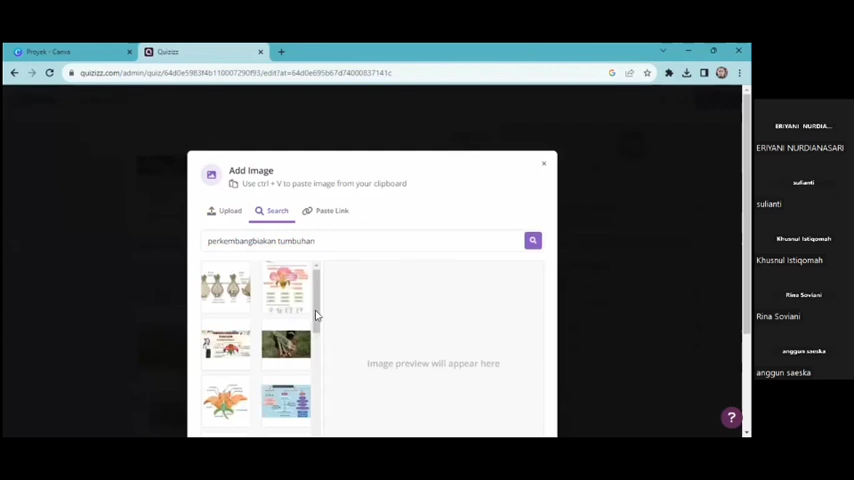 Proyek - Canva
Quizizz
quizizz.com/admin/quiz/64d0e5983f4b110007290f93/edit?at=64d0e695b67d74000837141c
Add Image
Use ctrl + V to paste image from your clipboard
Upload
Search
Paste Link
perkembangbiakan tumbuhan
Image preview will appear here
ERIYANI NURDIA...
ERIYANI NURDIANASARI
sulianti
sulianti
Khusnul Istiqomah
Khusnul Istiqomah
Rina Soviani
Rina Soviani
anggun saeska
anggun saeska